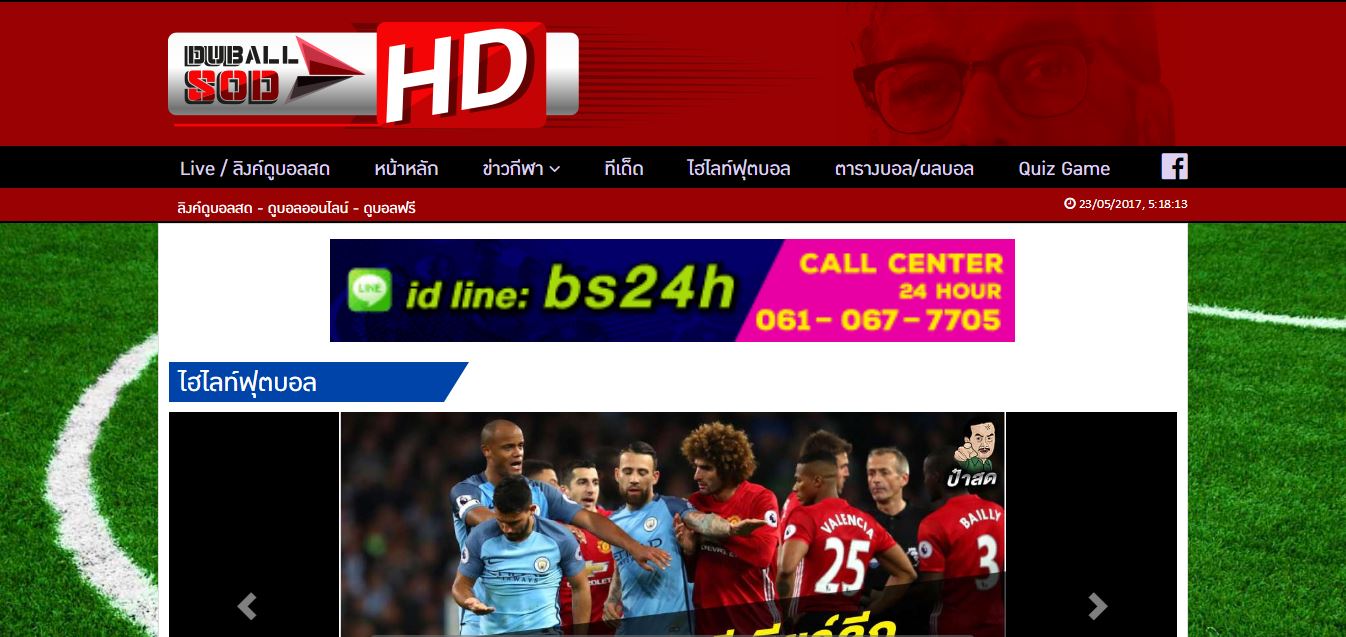 DUBALL
SOD
HD
Live / ลิงค์ดูบอลสด หน้าหลัก ข่าวกีฬา ทีเด็ด ไฮไลท์ฟุตบอล ตารางบอล/ผลบอล Quiz Game
ลิงค์ดูบอลสด - ดูบอลออนไลน์ - ดูบอลฟรี
23/05/2017, 5:18:13
LINE
id line: bs24h
CALL CENTER
24 HOUR
061-067-7705
ไฮไลท์ฟุตบอล
ป๋าสด
VALENCIA
25
BAILLY
3